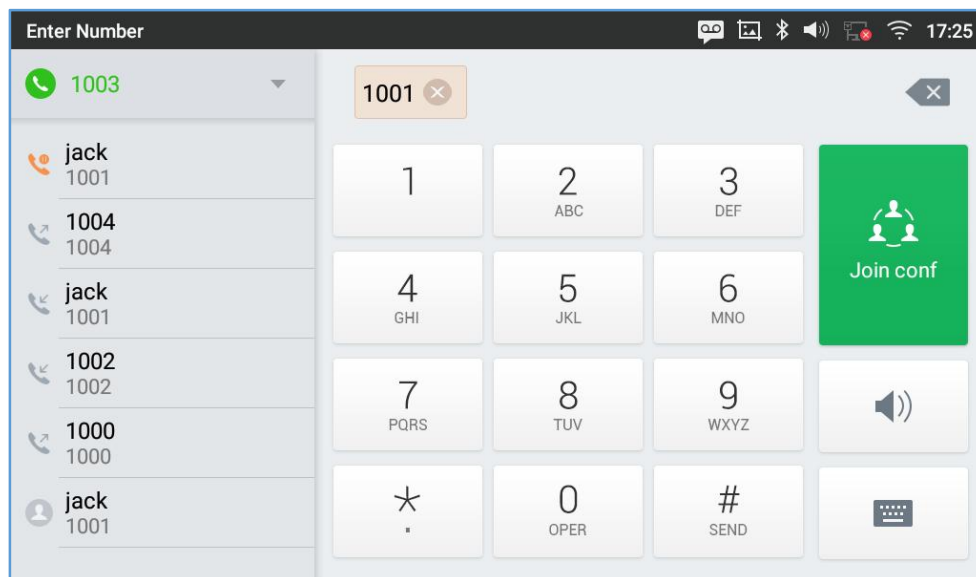 Enter Number
17:25
1003
jack
1001
1004
1004
jack
1001
1002
1002
1000
1000
jack
1001
1001
1
2
ABC
3
DEF
4
GHI
5
JKL
6
MNO
7
PQRS
8
TUV
9
WXYZ
*
.
0
OPER
#
SEND
Join conf